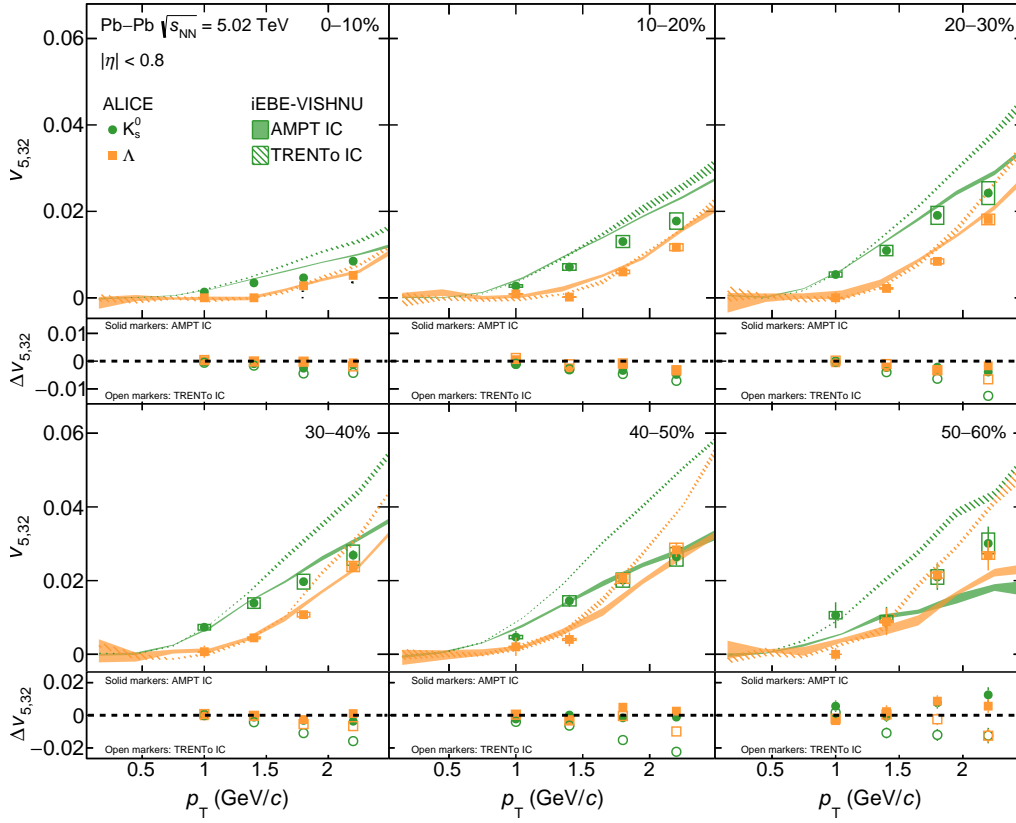 Pb−Pb √sNN = 5.02 TeV 0−10%
|η| < 0.8
ALICE iEBE-VISHNU
K0s AMPT IC
Λ TRENTo IC
10−20%
20−30%
0.06
0.04
0.02
0
v5,32
Solid markers: AMPT IC
Open markers: TRENTo IC
Solid markers: AMPT IC
Open markers: TRENTo IC
Solid markers: AMPT IC
Open markers: TRENTo IC
0.01
0
−0.01
Δv5,32
30−40%
40−50%
50−60%
0.06
0.04
0.02
0
v5,32
Solid markers: AMPT IC
Open markers: TRENTo IC
Solid markers: AMPT IC
Open markers: TRENTo IC
Solid markers: AMPT IC
Open markers: TRENTo IC
0.02
0
−0.02
Δv5,32
0.5 1 1.5 2
0.5 1 1.5 2
0.5 1 1.5 2
pT (GeV/c)
pT (GeV/c)
pT (GeV/c)